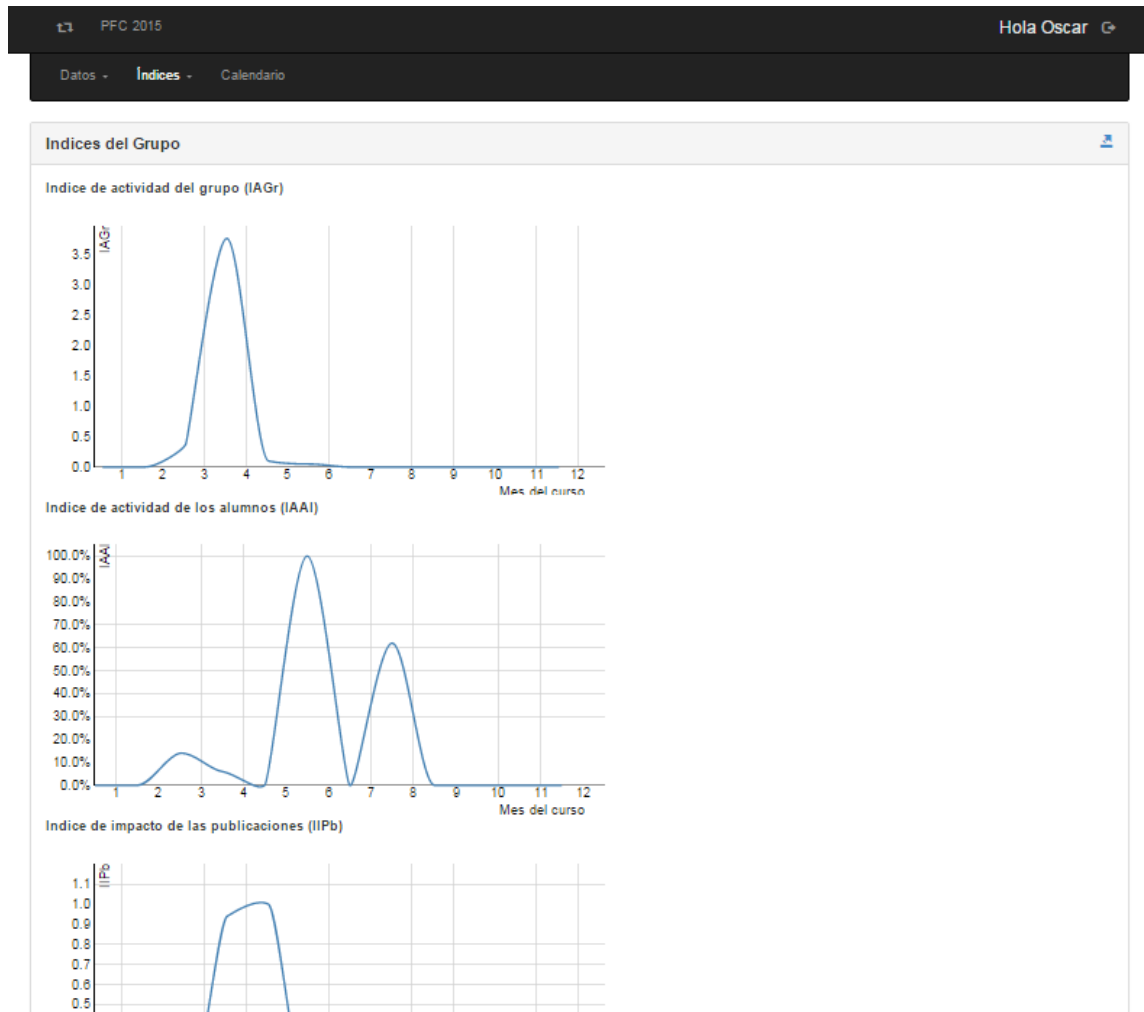 PFC 2015
Hola Oscar
Datos
Índices
Calendario
Indices del Grupo
Indice de actividad del grupo (IAGr)
IAGr
3.5
3.0
2.5
2.0
1.5
1.0
0.5
0.0
1 2 3 4 5 6 7 8 9 10 11 12
Mes del curso
Indice de actividad de los alumnos (IAAl)
IAAl
100.0%
90.0%
80.0%
70.0%
60.0%
50.0%
40.0%
30.0%
20.0%
10.0%
0.0%
1 2 3 4 5 6 7 8 9 10 11 12
Mes del curso
Indice de impacto de las publicaciones (IIPb)
IIPb
1.1
1.0
0.9
0.8
0.7
0.6
0.5